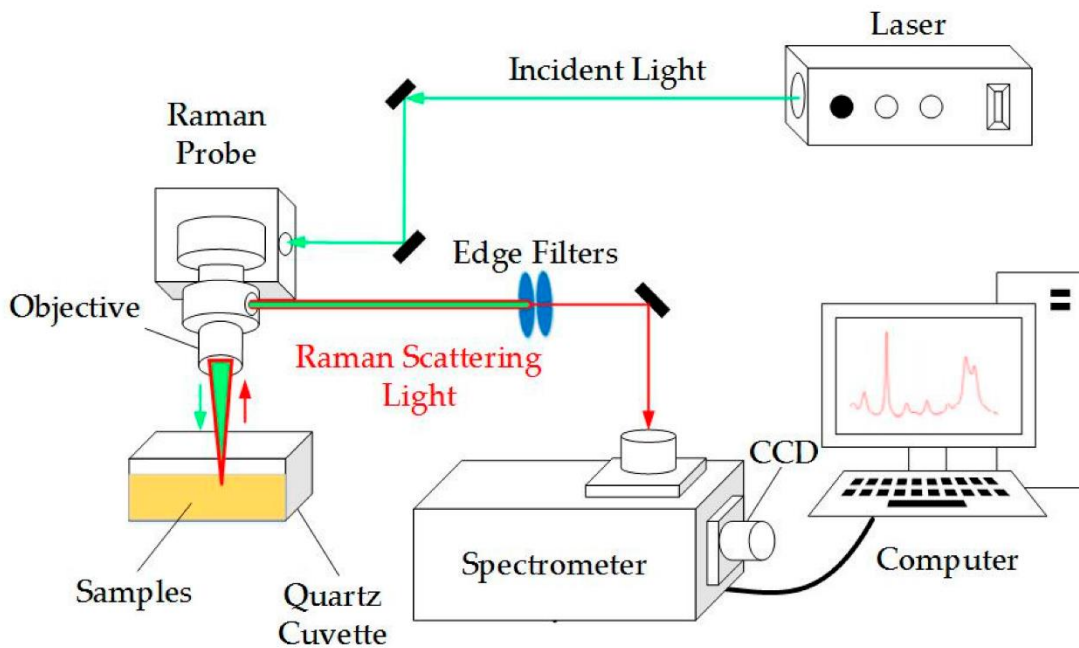 Laser
Incident Light
Raman
Probe
Edge Filters
Objective
Raman Scattering
Light
CCD
Spectrometer
Computer
Samples
Quartz
Cuvette